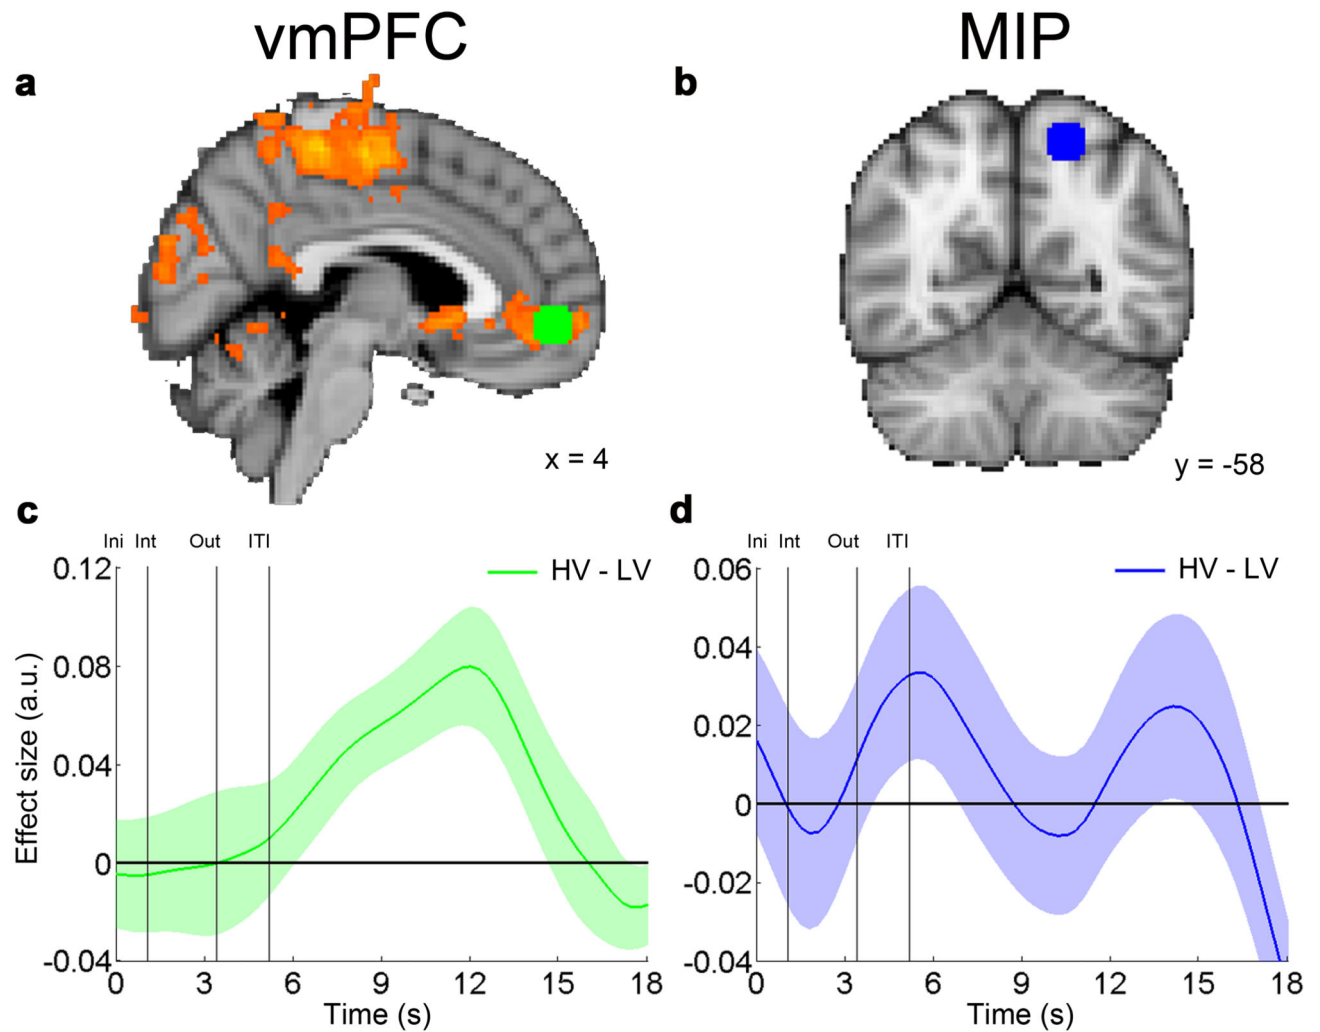 vmPFC
MIP
a
b
x = 4
y = -58
c
d
Ini Int Out ITI
HV - LV
0.12
0.08
0.04
0
-0.04
Effect size (a.u.)
0 3 6 9 12 15 18
Time (s)
Ini Int Out ITI
HV - LV
0.06
0.04
0.02
0
-0.02
-0.04
0 3 6 9 12 15 18
Time (s)